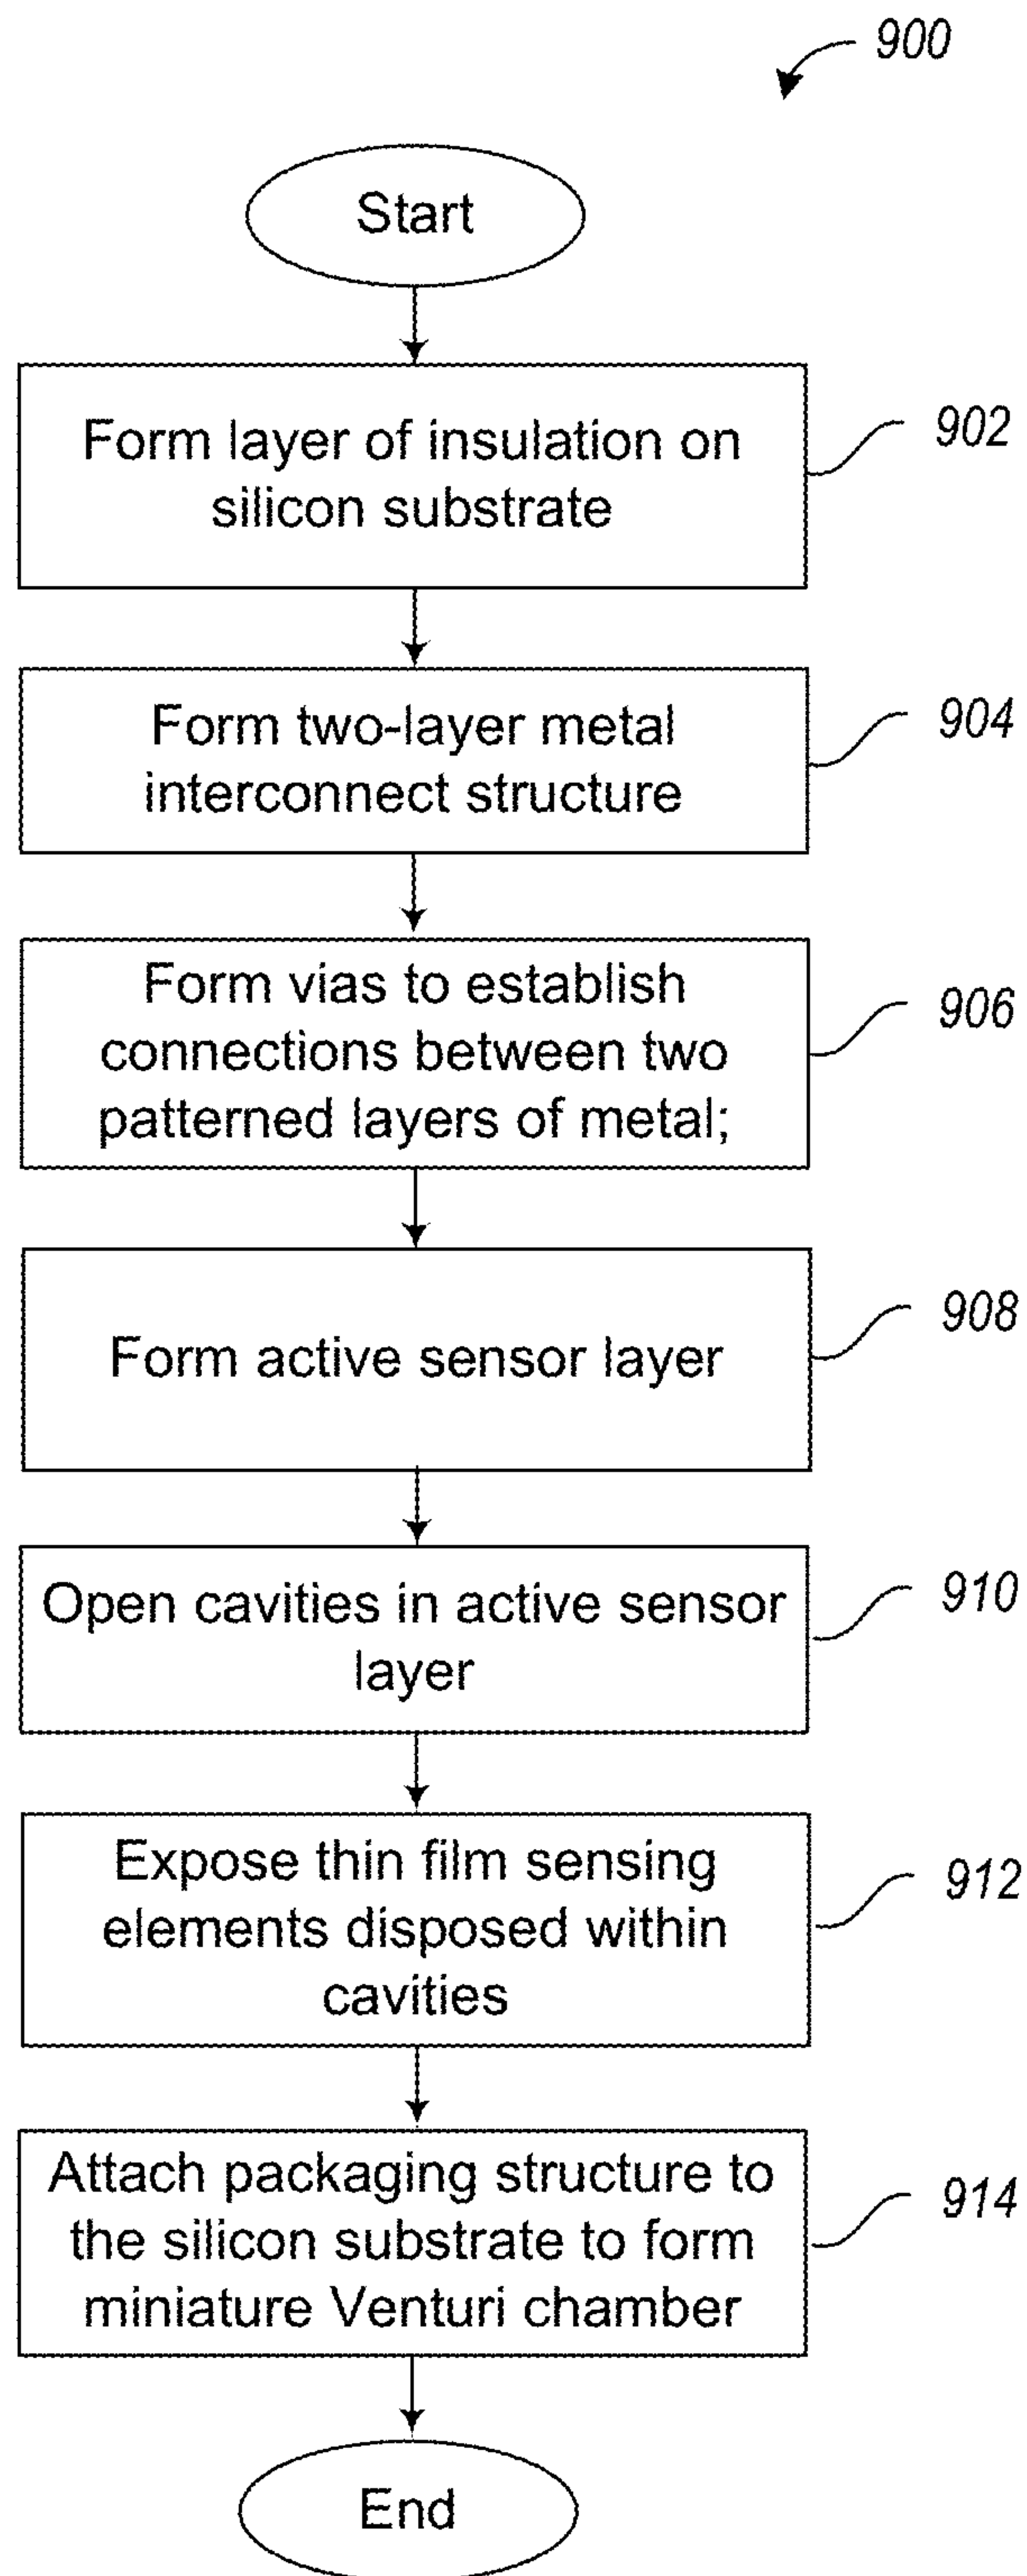 900
Start
Form layer of insulation on
silicon substrate
902
Form two-layer metal
interconnect structure
904
Form vias to establish
connections between two
patterned layers of metal;
906
Form active sensor layer
908
Open cavities in active sensor
layer
910
Expose thin film sensing
elements disposed within
cavities
912
Attach packaging structure to
the silicon substrate to form
miniature Venturi chamber
914
End